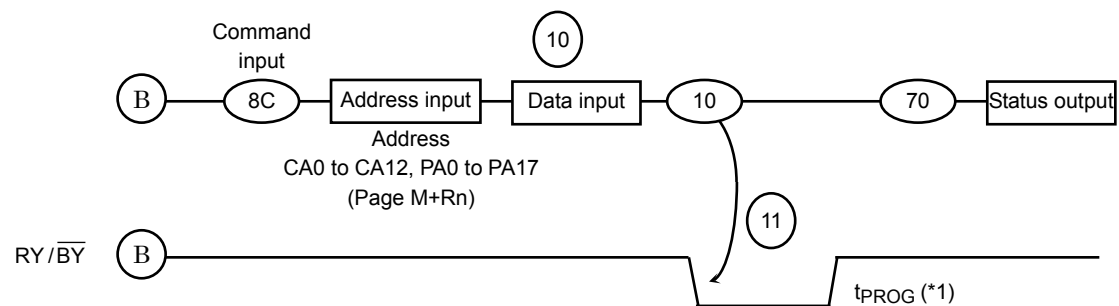 Command
input
10
B
8C
Address input
Data input
10
70
Status output
Address
CA0 to CA12, PA0 to PA17
(Page M+Rn)
11
RY/BY
B
tPROG (*1)